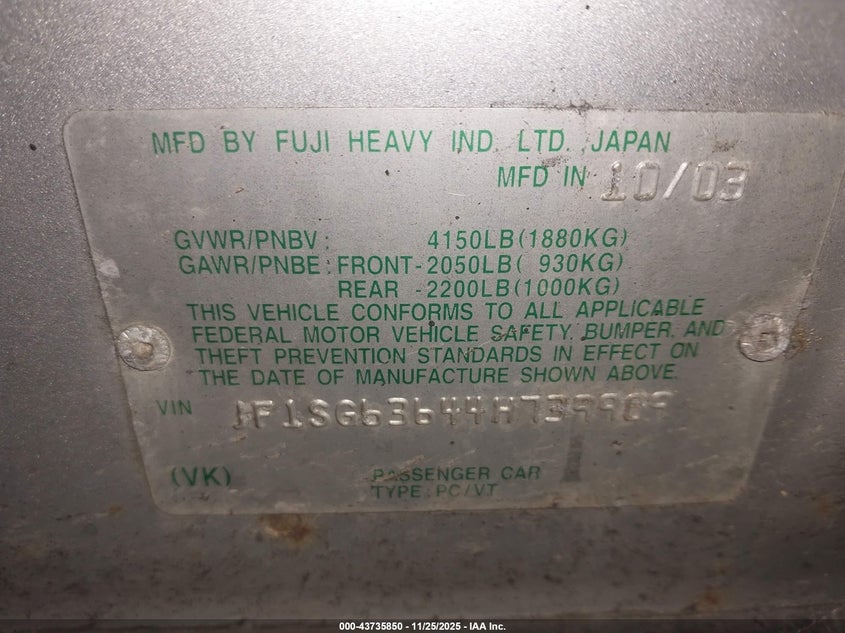 MFD BY FUJI HEAVY IND. LTD. JAPAN
MFD IN 10/03
GVWR/PNBV: 4150LB(1880KG)
GAWR/PNBE: FRONT-2050LB( 930KG)
REAR -2200LB(1000KG)
THIS VEHICLE CONFORMS TO ALL APPLICABLE
FEDERAL MOTOR VEHICLE SAFETY, BUMPER, AND
THEFT PREVENTION STANDARDS IN EFFECT ON
THE DATE OF MANUFACTURE SHOWN ABOVE.
VIN JF1SG63644H739909
(VK) PASSENGER CAR
TYPE: PC/VT
000-43735850 - 11/25/2025 - IAA Inc.